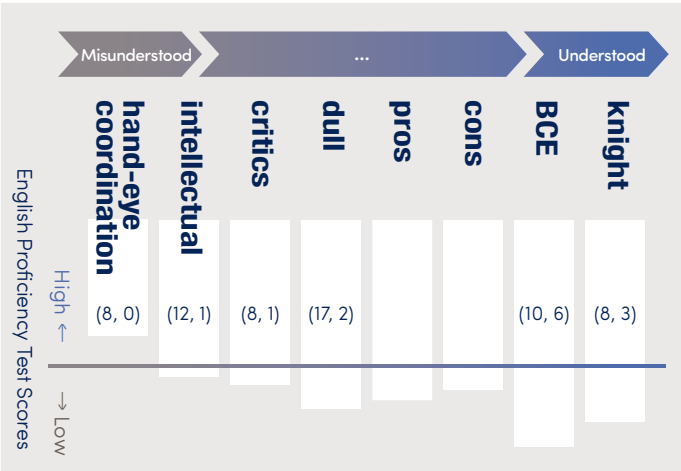 Misunderstood
...
Understood
hand-eye
coordination
intellectual
critics
dull
pros
cons
BCE
knight
(8, 0)
(12, 1)
(8, 1)
(17, 2)
(10, 6)
(8, 3)
English Proficiency Test Scores
High ←
→ Low